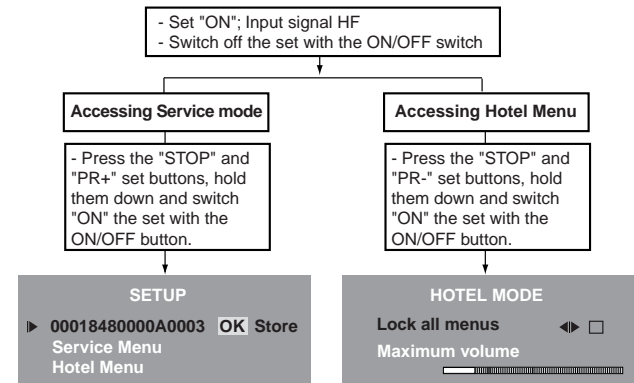 - Set "ON"; Input signal HF
- Switch off the set with the ON/OFF switch
Accessing Service mode
- Press the "STOP" and
"PR+" set buttons, hold
them down and switch
"ON" the set with the
ON/OFF button.
SETUP
00018480000A0003 OK Store
Service Menu
Hotel Menu
Accessing Hotel Menu
- Press the "STOP" and
"PR-" set buttons, hold
them down and switch
"ON" the set with the
ON/OFF button.
HOTEL MODE
Lock all menus
Maximum volume